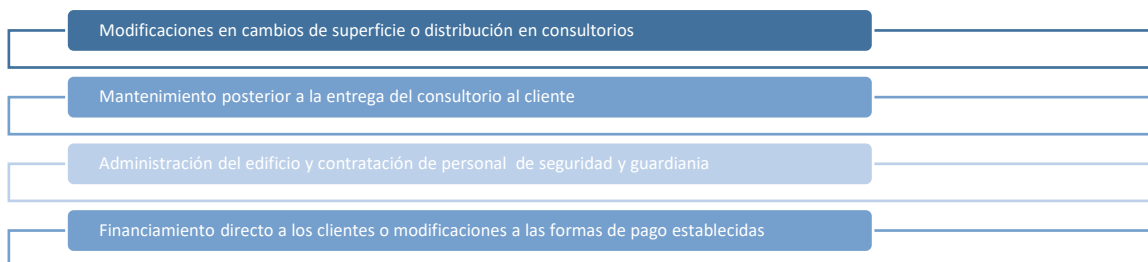 Modificaciones en cambios de superficie o distribución en consultorios
Mantenimiento posterior a la entrega del consultorio al cliente
Administración del edificio y contratación de personal  de seguridad y guardiania
Financiamiento directo a los clientes o modificaciones a las formas de pago establecidas